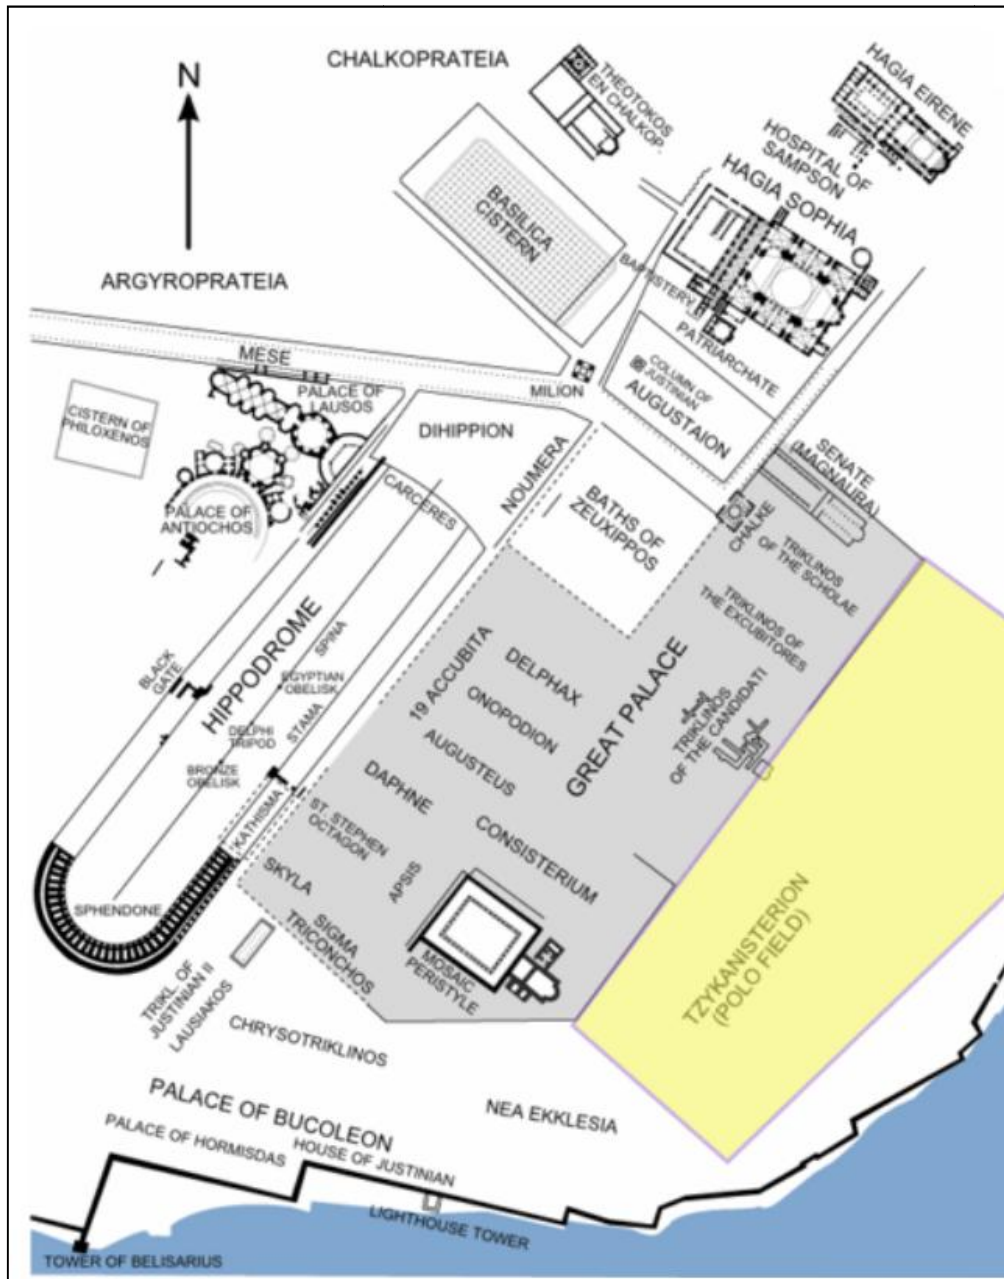 CHALKOPRATEIA
N
THEOTOKOS
EN CHALKOP.
HAGIA EIRENE
HOSPITAL OF
SAMPSON
HAGIA SOPHIA
BASILICA
CISTERN
ARGYROPRATEIA
BAPTISTERY
PATRIARCHATE
MESE
MILION
COLUMN OF
JUSTINIAN
AUGUSTAION
PALACE OF
LAUSOS
CISTERN OF
PHILOXENOS
DIHIPPION
NOUMERA
SENATE
(MAGNAURA)
CARCERES
PALACE OF
ANTIOCHOS
BATHS OF
ZEUXIPPOS
CHALKE
TRIKLINOS
OF THE SCHOLAE
TRIKLINOS OF
THE EXCUBITORES
HIPPODROME
SPINA
BLACK
GATE
EGYPTIAN
OBELISK
STAMA
DELPHI
TRIPOD
BRONZE
OBELISK
19 ACCUBITA
DELPHAX
ONOPODION
AUGUSTEUS
GREAT PALACE
TRIKLINOS
OF THE CANDIDATI
DAPHNE
KATHISMA
ST. STEPHEN
OCTAGON
CONSISTERIUM
APSIS
SKYLA
SPHENDONE
SIGMA
TRICONCHOS
MOSAIC
PERISTYLE
TZYKANISTERION
(POLO FIELD)
TRIKL. OF
JUSTINIAN II
LAUSIAKOS
CHRYSOTRIKLINOS
PALACE OF BUCOLEON
NEA EKKLESIA
PALACE OF HORMISDAS
HOUSE OF JUSTINIAN
LIGHTHOUSE TOWER
TOWER OF BELISARIUS